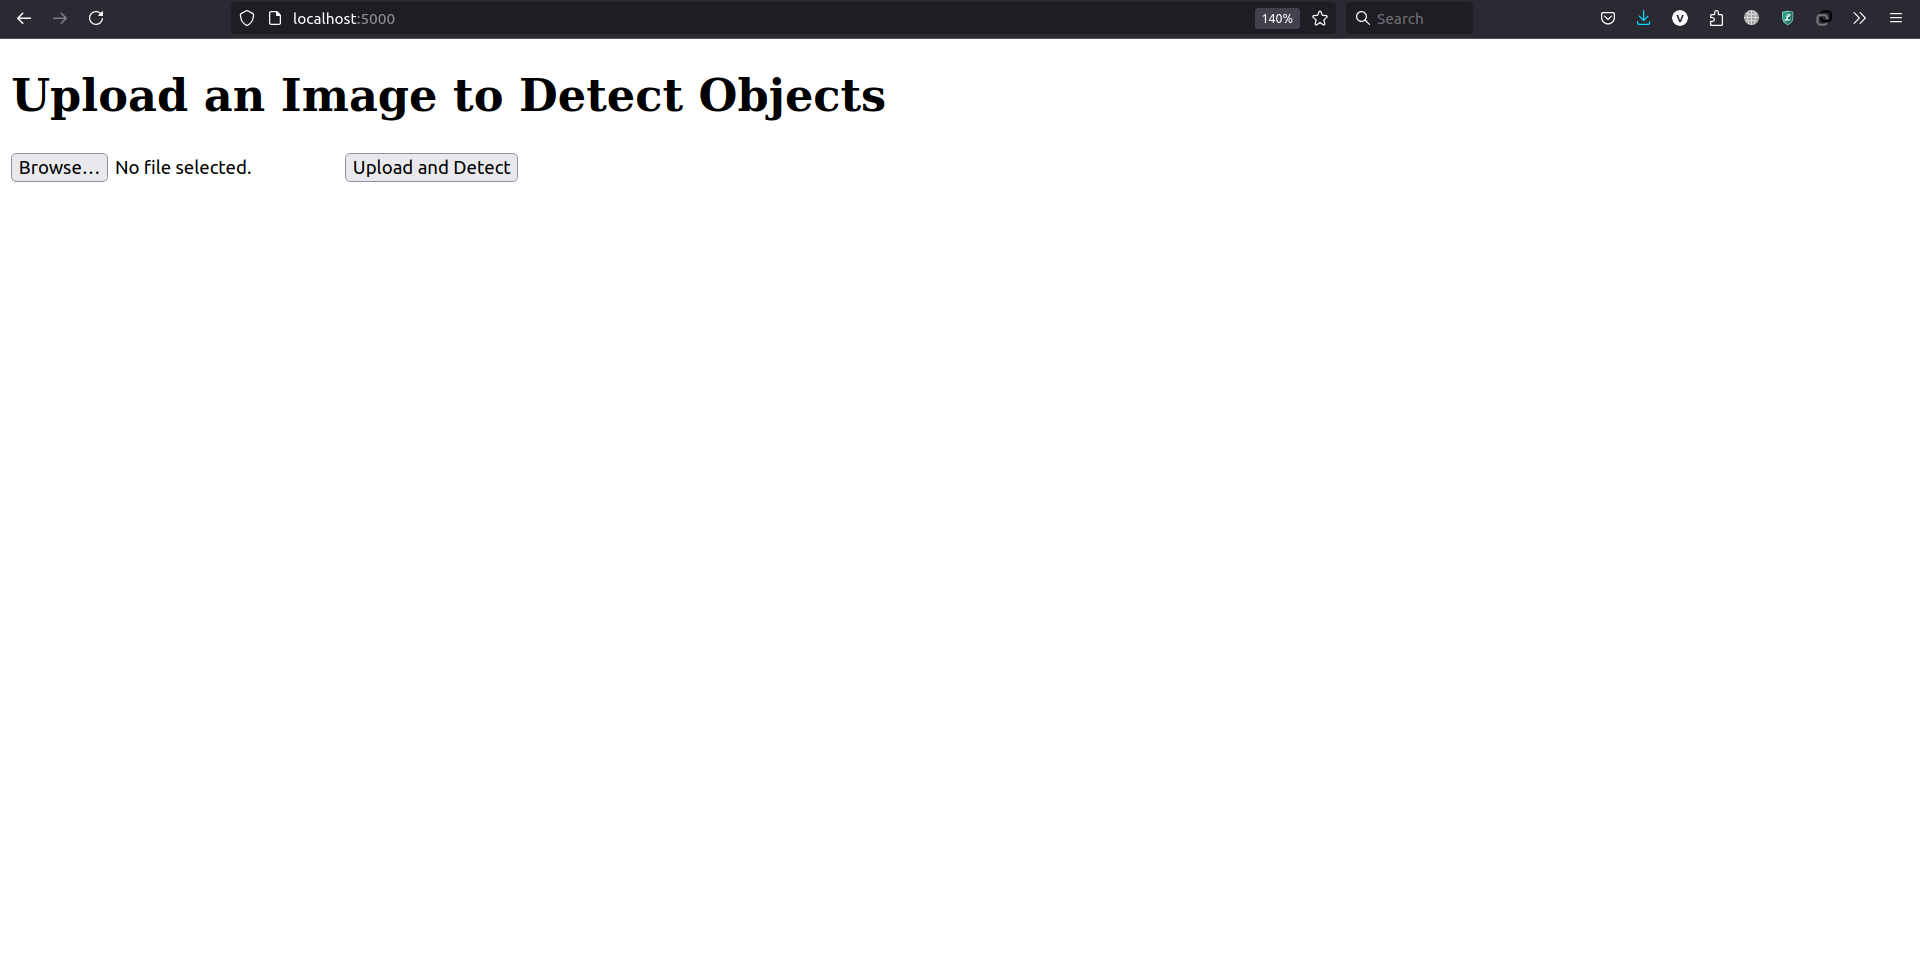 localhost:5000
140%
Search
Upload an Image to Detect Objects
Browse...
No file selected.
Upload and Detect